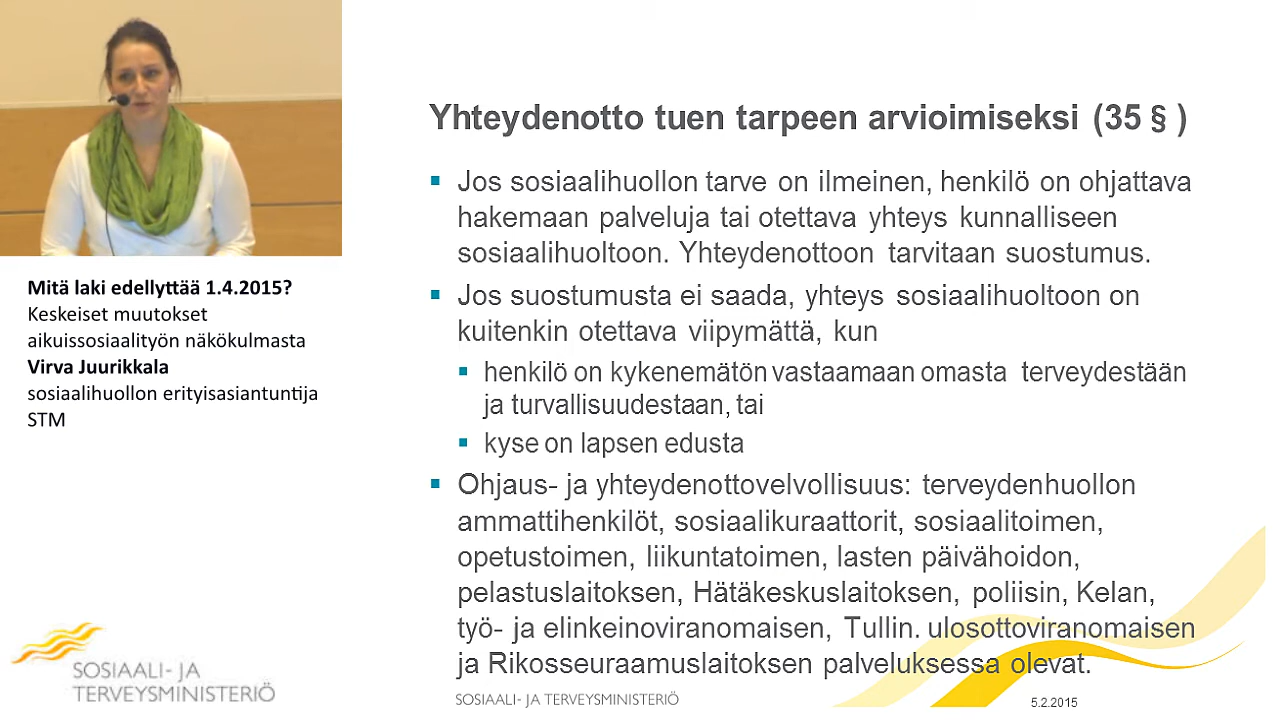 Mitä laki edellyttää 1.4.2015?
Keskeiset muutokset
aikuissosiaalityön näkökulmasta
Virva Juurikkala
sosiaalihuollon erityisasiantuntija
STM
SOSIAALI- JA
TERVEYSMINISTERIÖ
Yhteydenotto tuen tarpeen arvioimiseksi (35 § )
Jos sosiaalihuollon tarve on ilmeinen, henkilö on ohjattava
hakemaan palveluja tai otettava yhteys kunnalliseen
sosiaalihuoltoon. Yhteydenottoon tarvitaan suostumus.
Jos suostumusta ei saada, yhteys sosiaalihuoltoon on
kuitenkin otettava viipymättä, kun
henkilö on kykenemätön vastaamaan omasta terveydestään
ja turvallisuudestaan, tai
kyse on lapsen edusta
Ohjaus- ja yhteydenottovelvollisuus: terveydenhuollon
ammattihenkilöt, sosiaalikuraattorit, sosiaalitoimen,
opetustoimen, liikuntatoimen, lasten päivähoidon,
pelastuslaitoksen, Hätäkeskuslaitoksen, poliisin, Kelan,
työ- ja elinkeinoviranomaisen, Tullin. ulosottoviranomaisen
ja Rikosseuraamuslaitoksen palveluksessa olevat.
SOSIAALI- JA TERVEYSMINISTERIÖ
5.2.2015